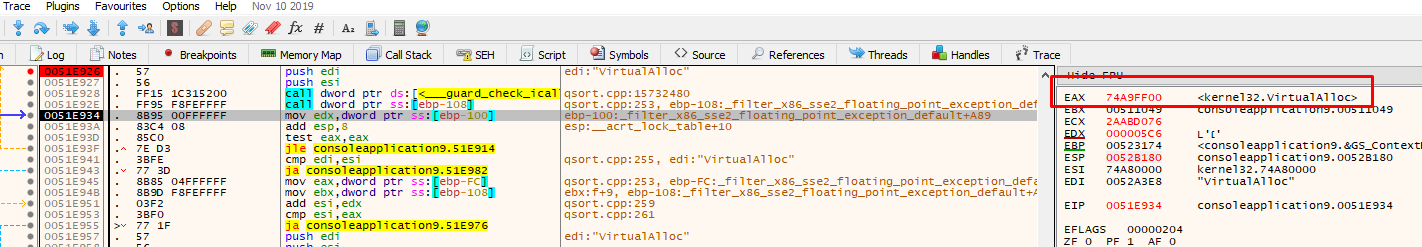 Trace Plugins Favourites Options Help Nov 10 2019
Log Notes Breakpoints Memory Map Call Stack SEH Script Symbols Source References Threads Handles Trace
0051E926 . 57 push edi edi:"VirtualAlloc"
0051E927 . 56 push esi
0051E928 . FF15 1C315200 call dword ptr ds:[<___guard_check_icall qsort.cpp:15732480
0051E92E . FF95 F8FEFFFF call dword ptr ss:[ebp-108] qsort.cpp:253, ebp-108:_filter_x86_sse2_floating_point_exception_def
0051E934 . 8B95 00FFFFFF mov edx,dword ptr ss:[ebp-100] ebp-100:_filter_x86_sse2_floating_point_exception_default+A89
0051E93A . 83C4 08 add esp,8 esp:__acrt_lock_table+10
0051E93D . 85C0 test eax,eax
0051E93F .^ 7E D3 jle consoleapplication9.51E914
0051E941 . 3BFE cmp edi,esi qsort.cpp:255, edi:"VirtualAlloc"
0051E943 .v 77 3D ja consoleapplication9.51E982
0051E945 . 8B85 04FFFFFF mov eax,dword ptr ss:[ebp-FC] qsort.cpp:253, ebp-FC:_filter_x86_sse2_floating_point_exception_defa
0051E94B . 8B9D F8FEFFFF mov ebx,dword ptr ss:[ebp-108] ebx:f+9, ebp-108:_filter_x86_sse2_floating_point_exception_default+A
0051E951 . 03F2 add esi,edx qsort.cpp:259
0051E953 . 3BF0 cmp esi,eax qsort.cpp:261
0051E955 >v 77 1F ja consoleapplication9.51E976
0051E957 . 57 push edi edi:"VirtualAlloc"
Hide FPU
EAX 74A9FF00 <kernel32.VirtualAlloc>
EBX 00511049 consoleapplication9.00511049
ECX 2AABD076
EDX 000005C6 L'׆'
EBP 00523174 <consoleapplication9.&GS_Context
ESP 0052B180 consoleapplication9.0052B180
ESI 74A80000 kernel32.74A80000
EDI 0052A3E8 "VirtualAlloc"
EIP 0051E934 consoleapplication9.0051E934
EFLAGS 00000204
ZF 0 PF 1 AF 0